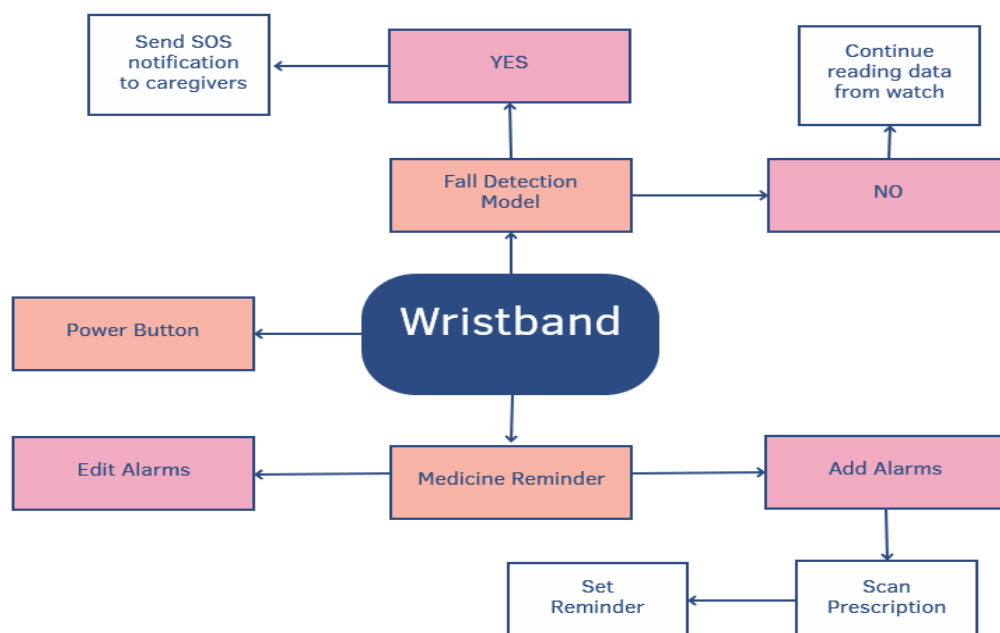 Send SOS
notification
to caregivers
YES
Continue
reading data
from watch
Fall Detection
Model
NO
Wristband
Power Button
Edit Alarms
Medicine Reminder
Add Alarms
Set
Reminder
Scan
Prescription